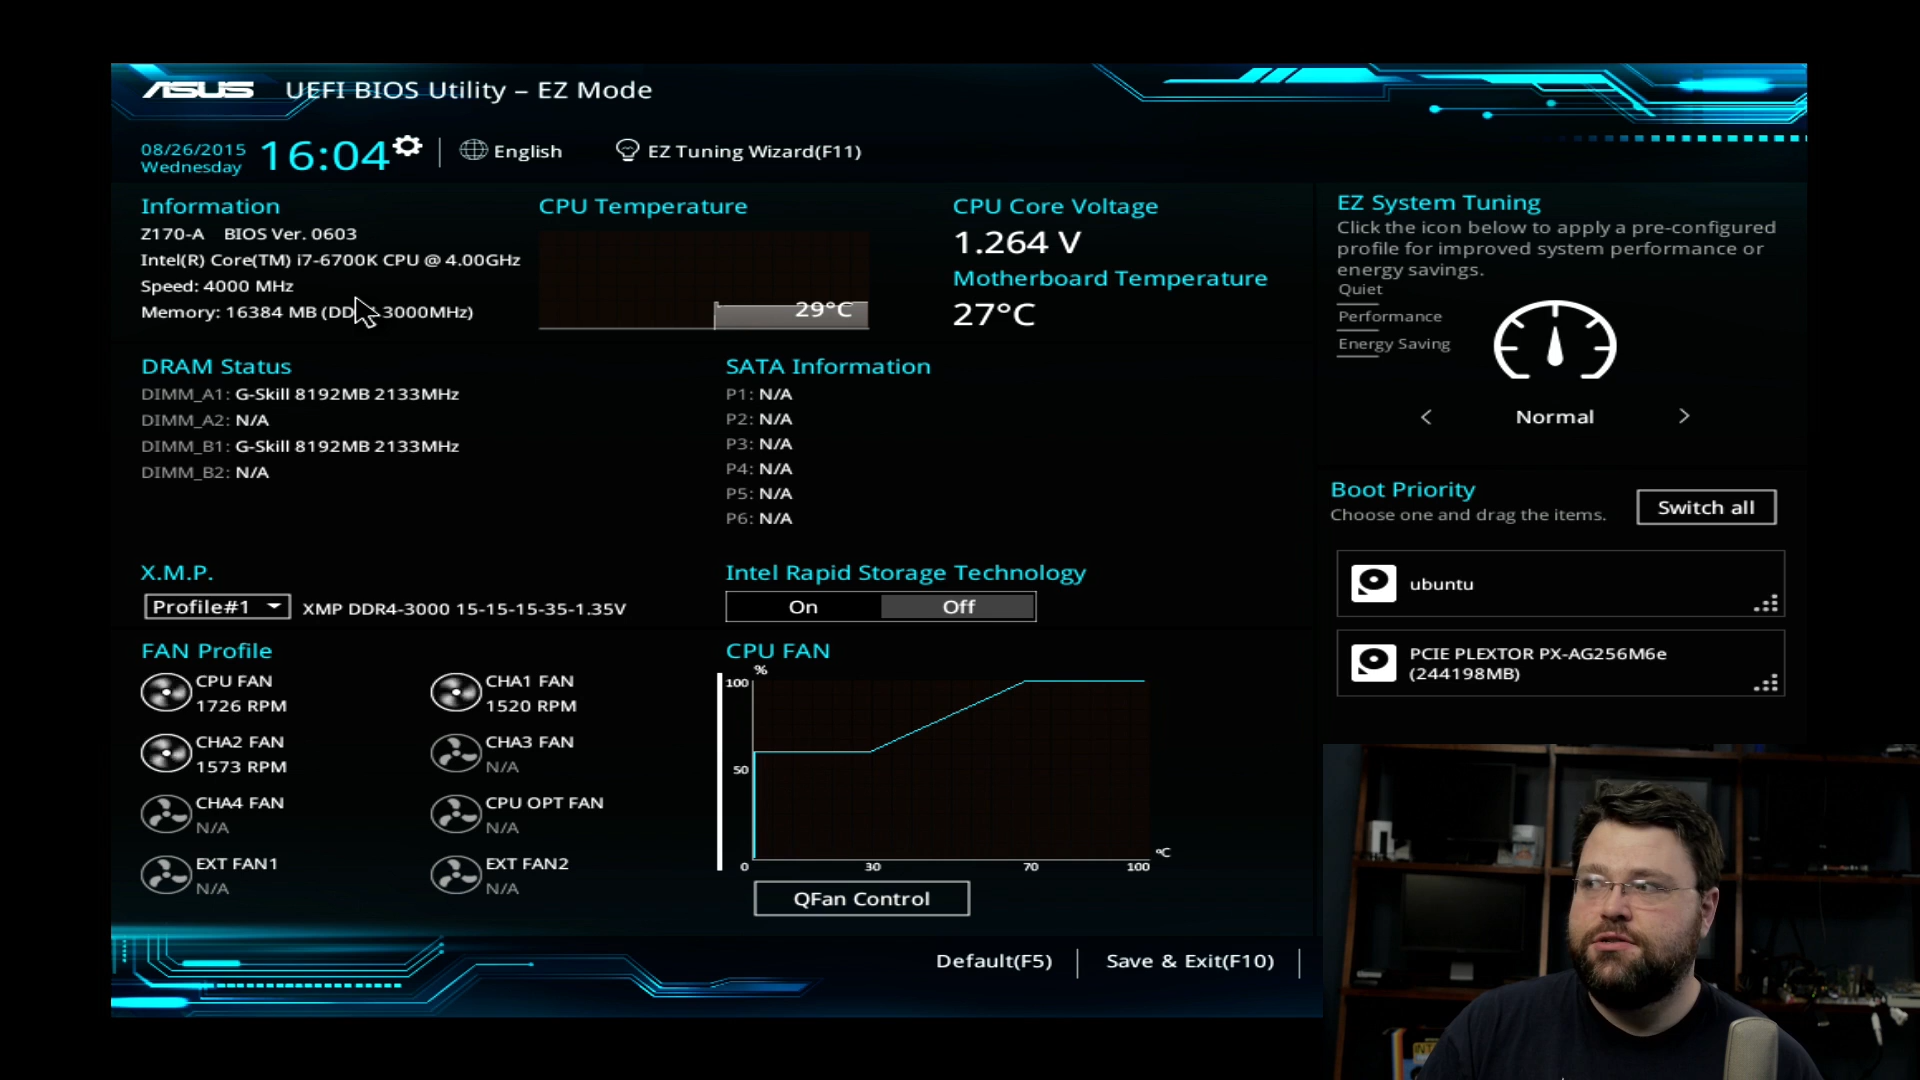 ASUS UEFI BIOS Utility – EZ Mode
08/26/2015
Wednesday
16:04
English
EZ Tuning Wizard(F11)
Information
Z170-A BIOS Ver. 0603
Intel(R) Core(TM) i7-6700K CPU @ 4.00GHz
Speed: 4000 MHz
Memory: 16384 MB (DD 3000MHz)
CPU Temperature
29°C
CPU Core Voltage
1.264 V
Motherboard Temperature
27°C
EZ System Tuning
Click the icon below to apply a pre-configured
profile for improved system performance or
energy savings.
Quiet
Performance
Energy Saving
Normal
DRAM Status
DIMM_A1: G-Skill 8192MB 2133MHz
DIMM_A2: N/A
DIMM_B1: G-Skill 8192MB 2133MHz
DIMM_B2: N/A
SATA Information
P1: N/A
P2: N/A
P3: N/A
P4: N/A
P5: N/A
P6: N/A
Boot Priority
Choose one and drag the items.
Switch all
ubuntu
PCIE PLEXTOR PX-AG256M6e
(244198MB)
X.M.P.
Profile#1
XMP DDR4-3000 15-15-15-35-1.35V
Intel Rapid Storage Technology
On
Off
FAN Profile
CPU FAN
1726 RPM
CHA1 FAN
1520 RPM
CHA2 FAN
1573 RPM
CHA3 FAN
N/A
CHA4 FAN
N/A
CPU OPT FAN
N/A
EXT FAN1
N/A
EXT FAN2
N/A
CPU FAN
%
100
50
0
30
70
100
°C
QFan Control
Default(F5)
Save & Exit(F10)